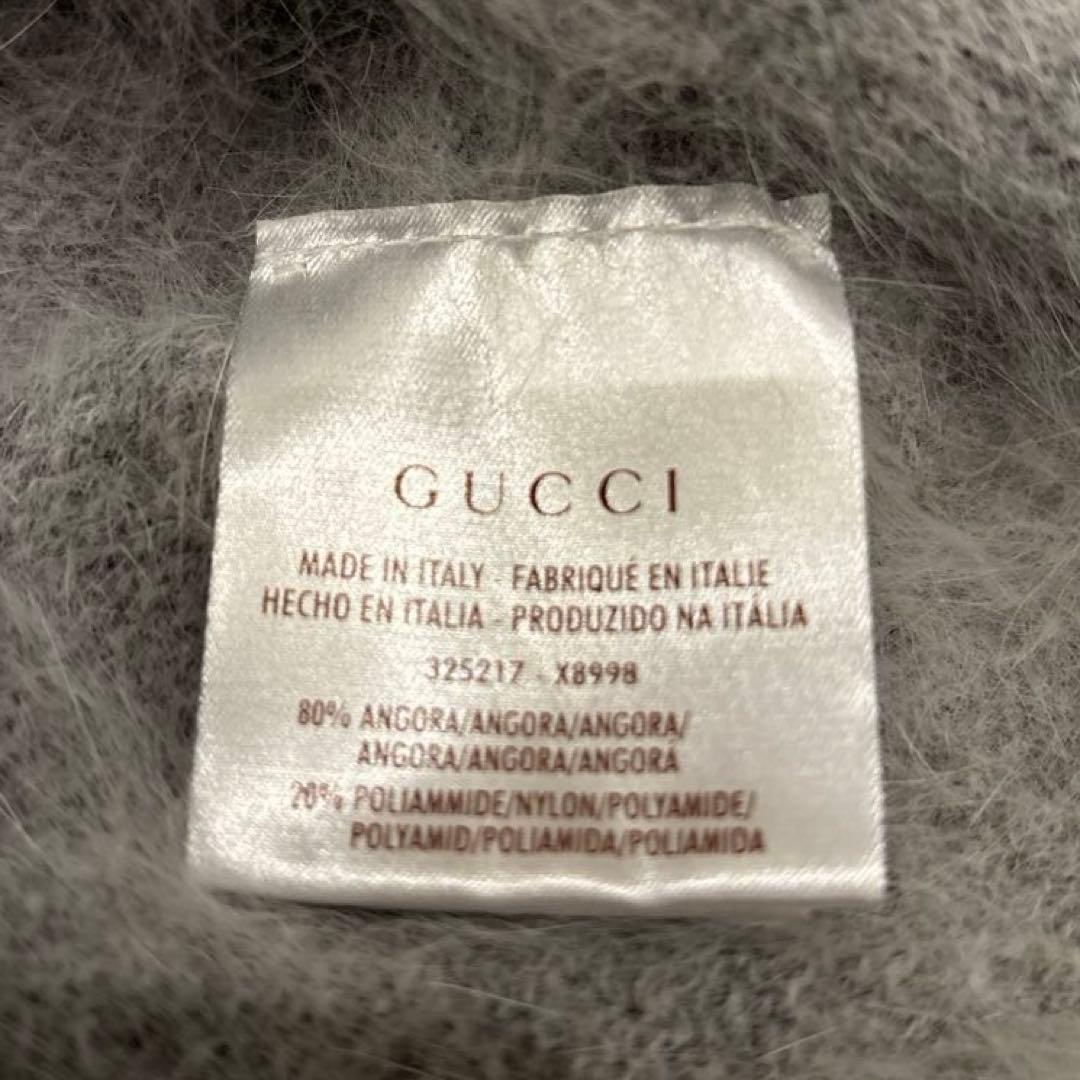 GUCCI
MADE IN ITALY - FABRIQUÉ EN ITALIE
HECHO EN ITALIA - PRODUZIDO NA ITÁLIA
325217 - X8998
80% ANGORA/ANGORA/ANGORA/
ANGORA/ANGORA/ANGORA
20% POLIAMMIDE/NYLON/POLYAMIDE/
POLYAMID/POLIAMIDA/POLIAMIDA